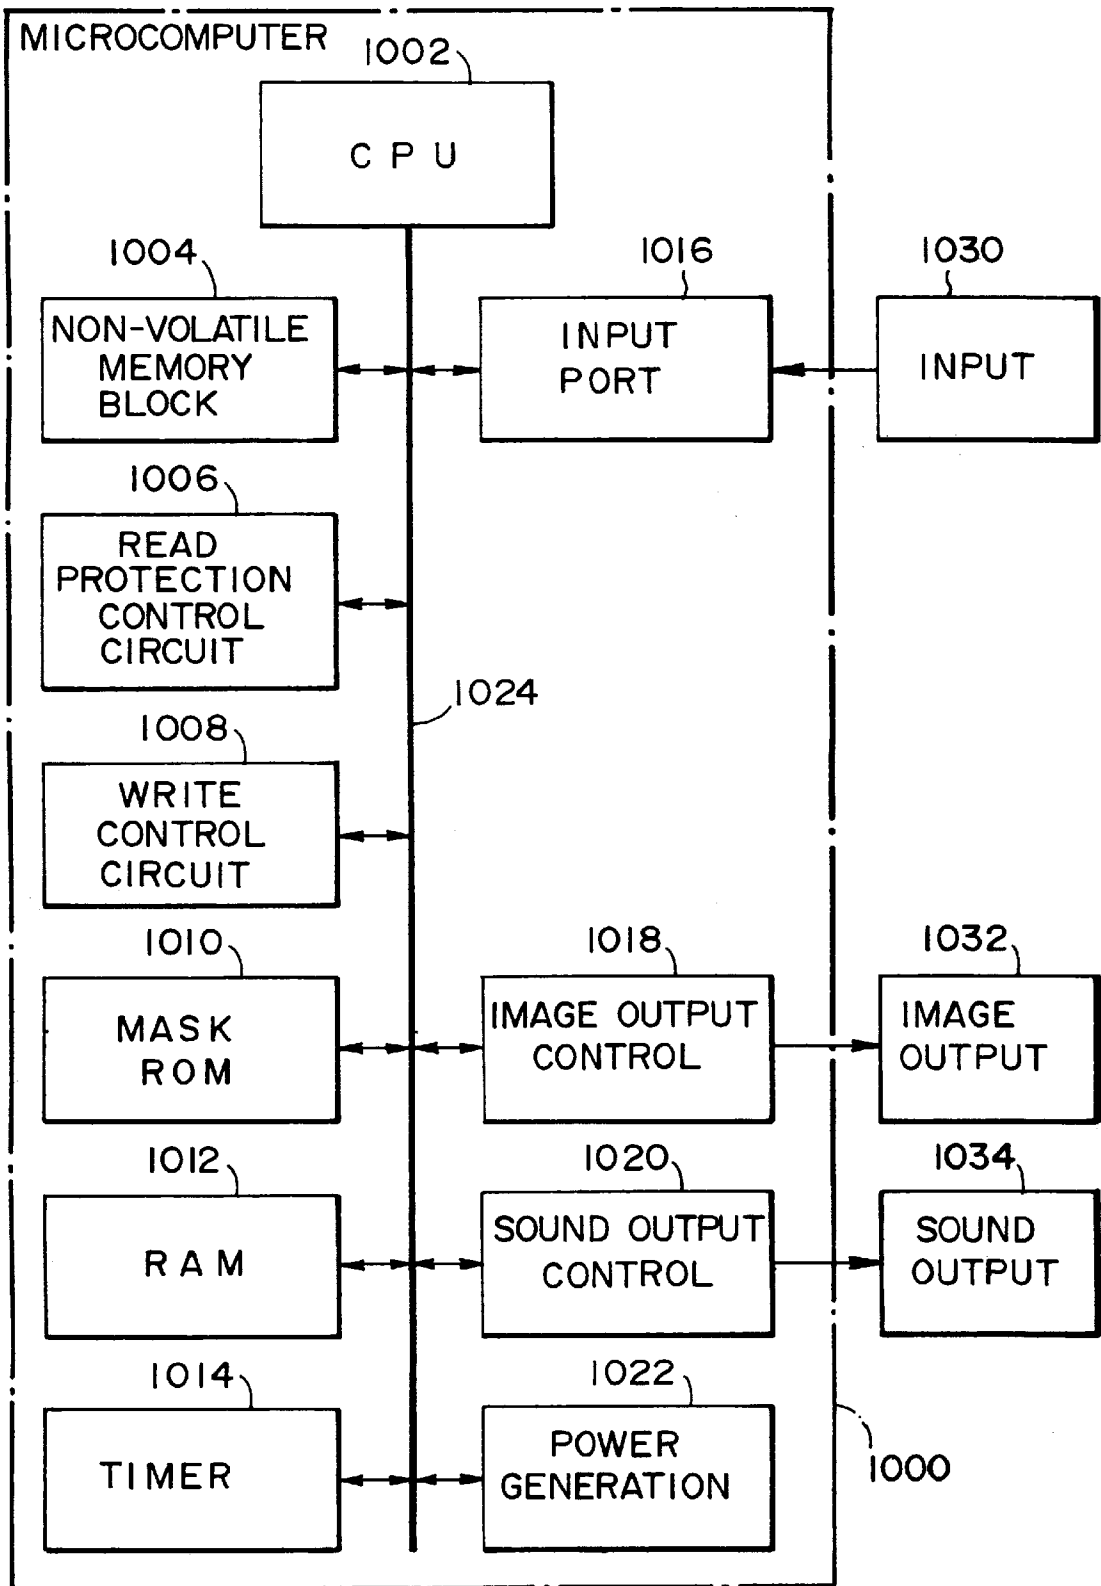 MICROCOMPUTER
1002
CPU
1004
NON-VOLATILE
MEMORY
BLOCK
1016
INPUT
PORT
1030
INPUT
1006
READ
PROTECTION
CONTROL
CIRCUIT
1024
1008
WRITE
CONTROL
CIRCUIT
1010
MASK
ROM
1018
IMAGE OUTPUT
CONTROL
1032
IMAGE
OUTPUT
1012
RAM
1020
SOUND OUTPUT
CONTROL
1034
SOUND
OUTPUT
1014
TIMER
1022
POWER
GENERATION
1000